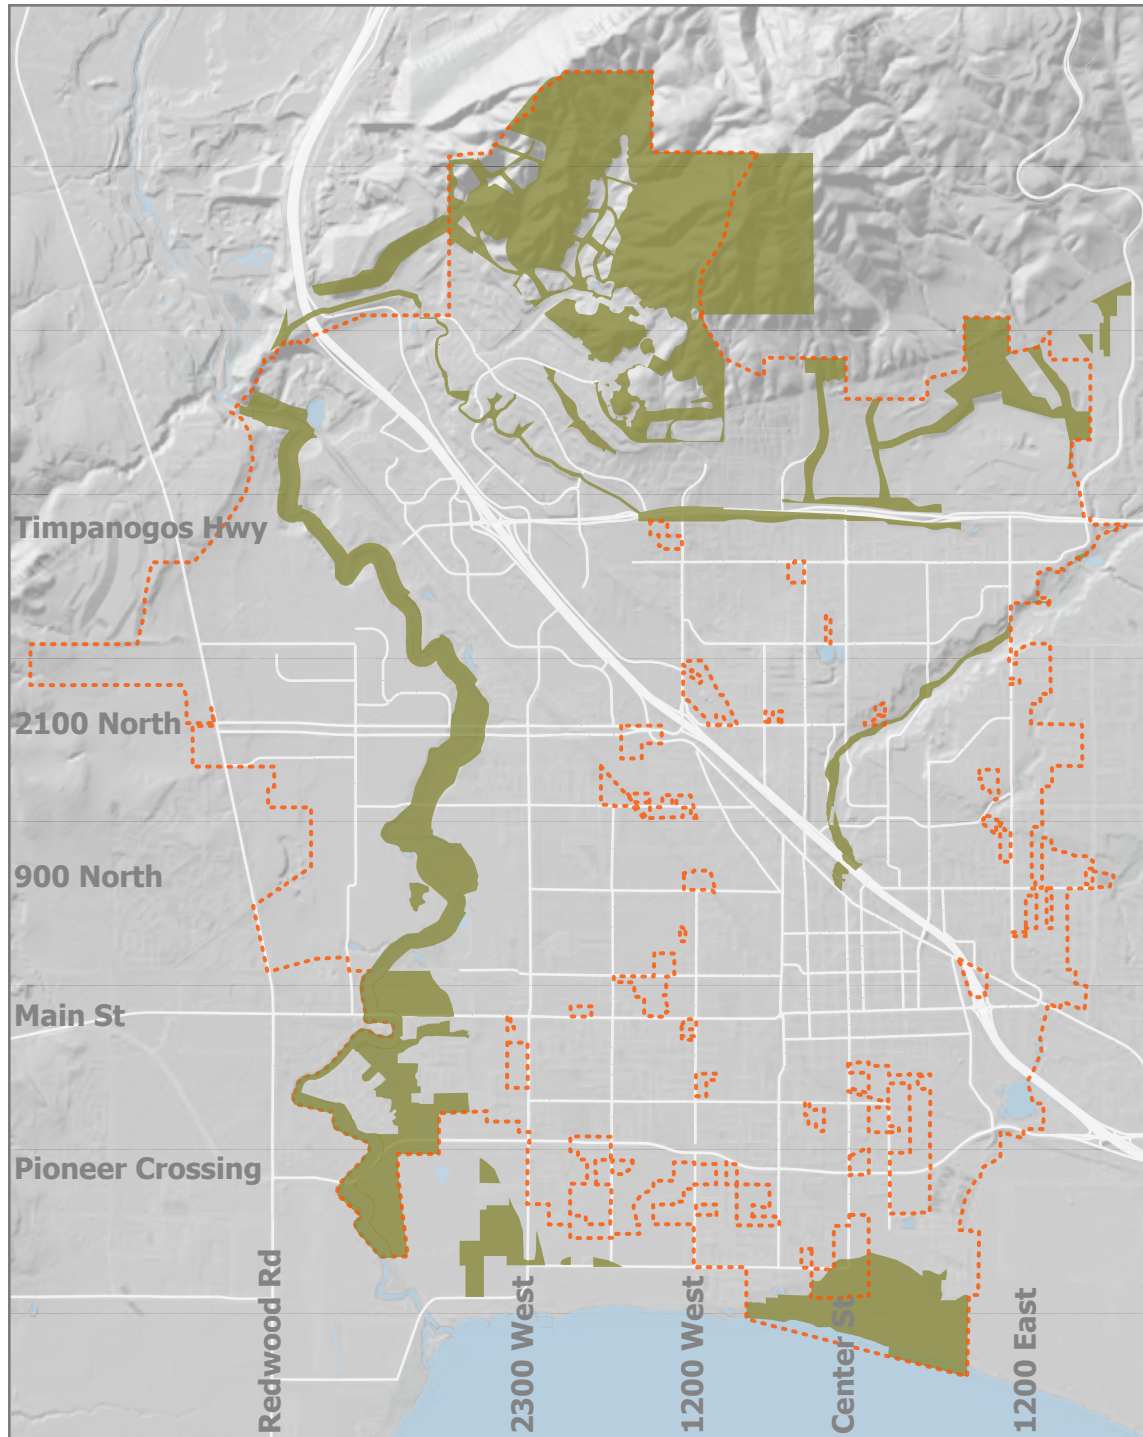 Timpanogos Hwy
2100 North
900 North
Main St
Pioneer Crossing
Redwood Rd
2300 West
1200 West
Center St
1200 East